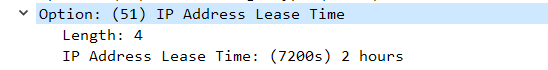 Option: (51) IP Address Lease Time
Length: 4
IP Address Lease Time: (7200s) 2 hours